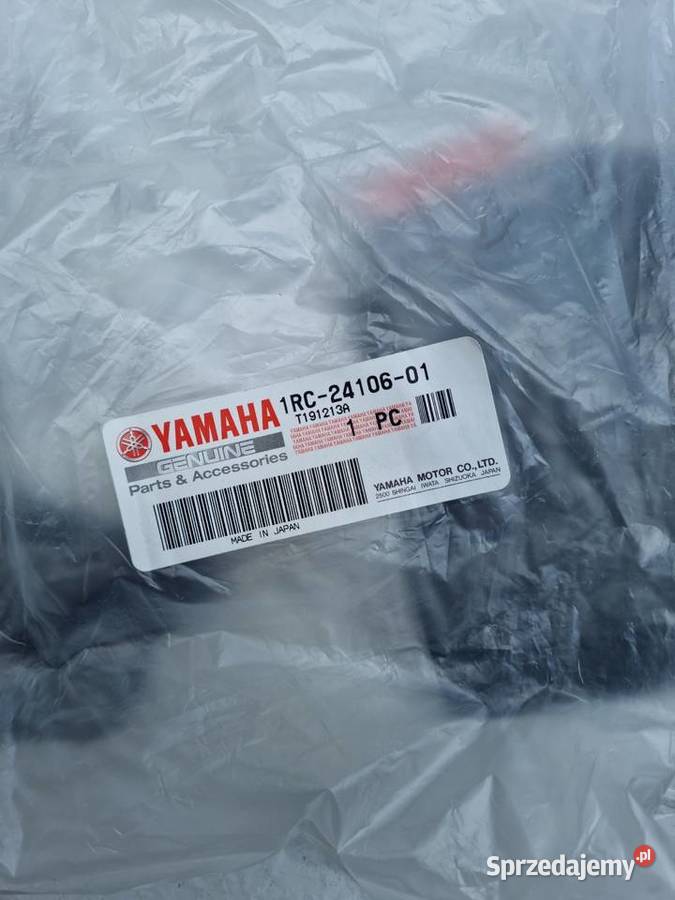 1RC-24106-01
T191213A
YAMAHA
1 PC
GENUINE
Parts & Accessories
YAMAHA MOTOR CO.,LTD.
2500 SHINGAI IWATA SHIZUOKA JAPAN
MADE IN JAPAN
Sprzedajemy.pl